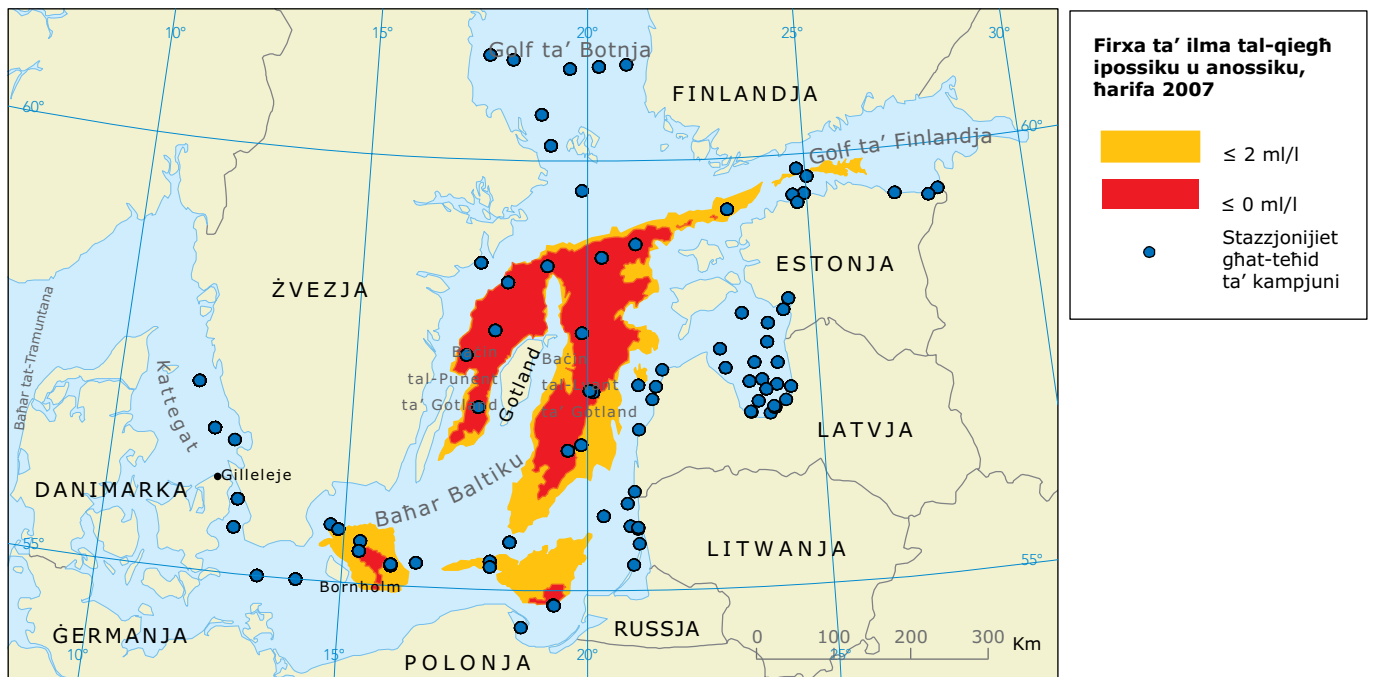 10°
15°
20°
25°
30°
Golf ta’ Botnja
FINLANDJA
60°
60°
Golf ta’ Finlandja
ESTONJA
ŻVEZJA
Baħar tat-Tramuntana
Kattegat
Baċin
tal-Punent
ta’ Gotland
Gotland
Baċin
tal-Lvant
ta’ Gotland
LATVJA
Gilleleje
DANIMARKA
Baħar Baltiku
LITWANJA
55°
55°
Bornholm
ĠERMANJA
POLONJA
RUSSJA
10°
15°
20°
25°
0 100 200 300 Km
Firxa ta’ ilma tal-qiegħ
ipossiku u anossiku,
ħarifa 2007
≤ 2 ml/l
≤ 0 ml/l
Stazzjonijiet
għat-teħid
ta’ kampjuni